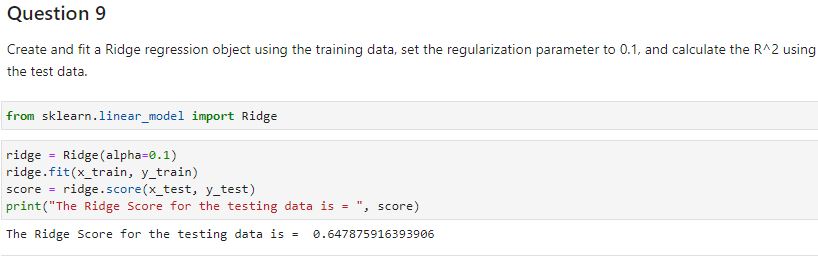 Question 9
Create and fit a Ridge regression object using the training data, set the regularization parameter to 0.1, and calculate the R^2 using
the test data.
from sklearn.linear_model import Ridge
ridge = Ridge(alpha=0.1)
ridge.fit(x_train, y_train)
score = ridge.score(x_test, y_test)
print("The Ridge Score for the testing data is = ", score)
The Ridge Score for the testing data is =  0.647875916393906